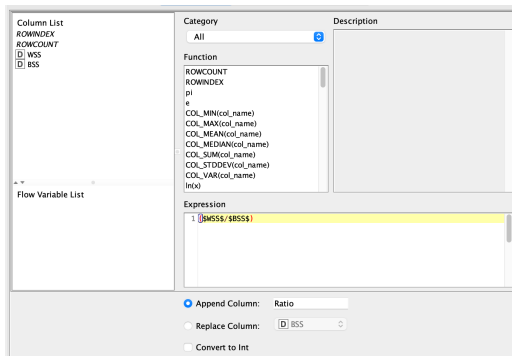 Column List
ROWINDEX
ROWCOUNT
D WSS
D BSS
Flow Variable List
Category
All
Function
ROWCOUNT
ROWINDEX
pi
e
COL_MIN(col_name)
COL_MAX(col_name)
COL_MEAN(col_name)
COL_MEDIAN(col_name)
COL_SUM(col_name)
COL_STDDEV(col_name)
COL_VAR(col_name)
ln(x)
Description
Expression
1 ($WSS$/$BSS$)
Append Column: Ratio
Replace Column: D BSS
Convert to Int